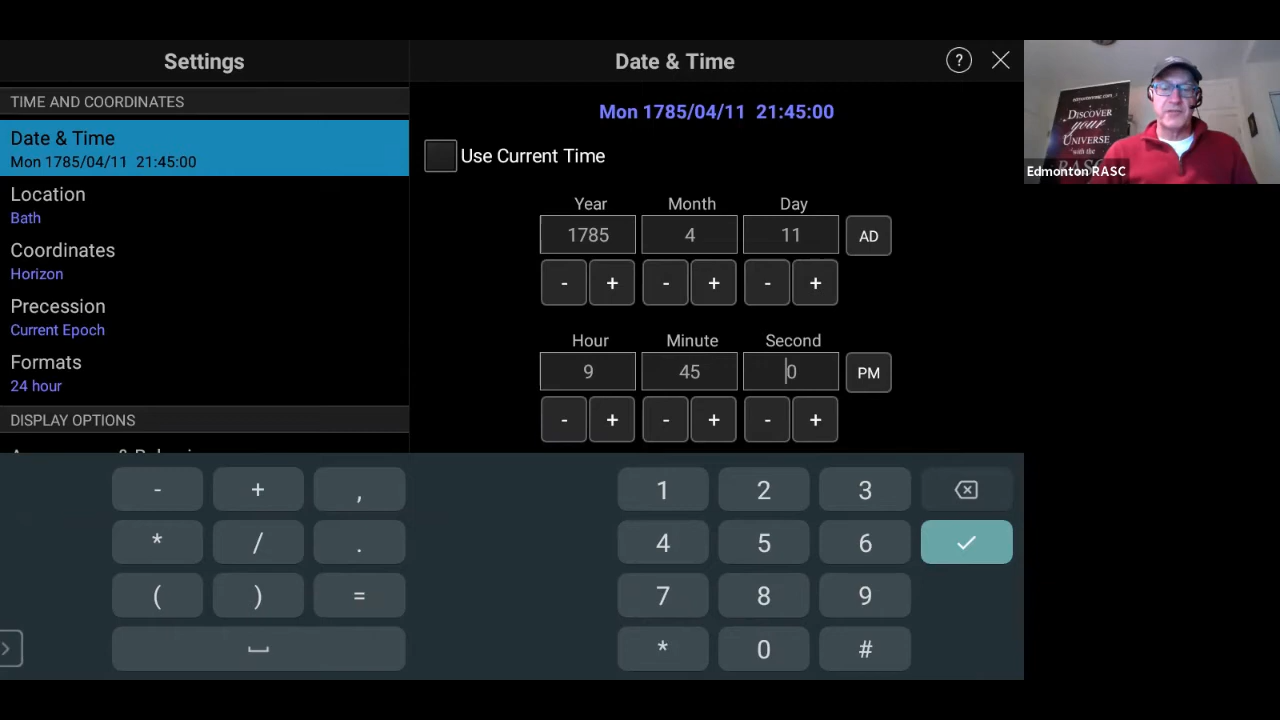 Settings
TIME AND COORDINATES
Date & Time
Mon 1785/04/11 21:45:00
Location
Bath
Coordinates
Horizon
Precession
Current Epoch
Formats
24 hour
DISPLAY OPTIONS
Date & Time
?
Mon 1785/04/11 21:45:00
Use Current Time
Year Month Day
1785 4 11 AD
- + - + - +
Hour Minute Second
9 45 0 PM
- + - + - +
- + , 1 2 3
* / . 4 5 6
( ) = 7 8 9
* 0 #
DISCOVER
your
UNIVERSE
with the
RASC
Edmonton RASC